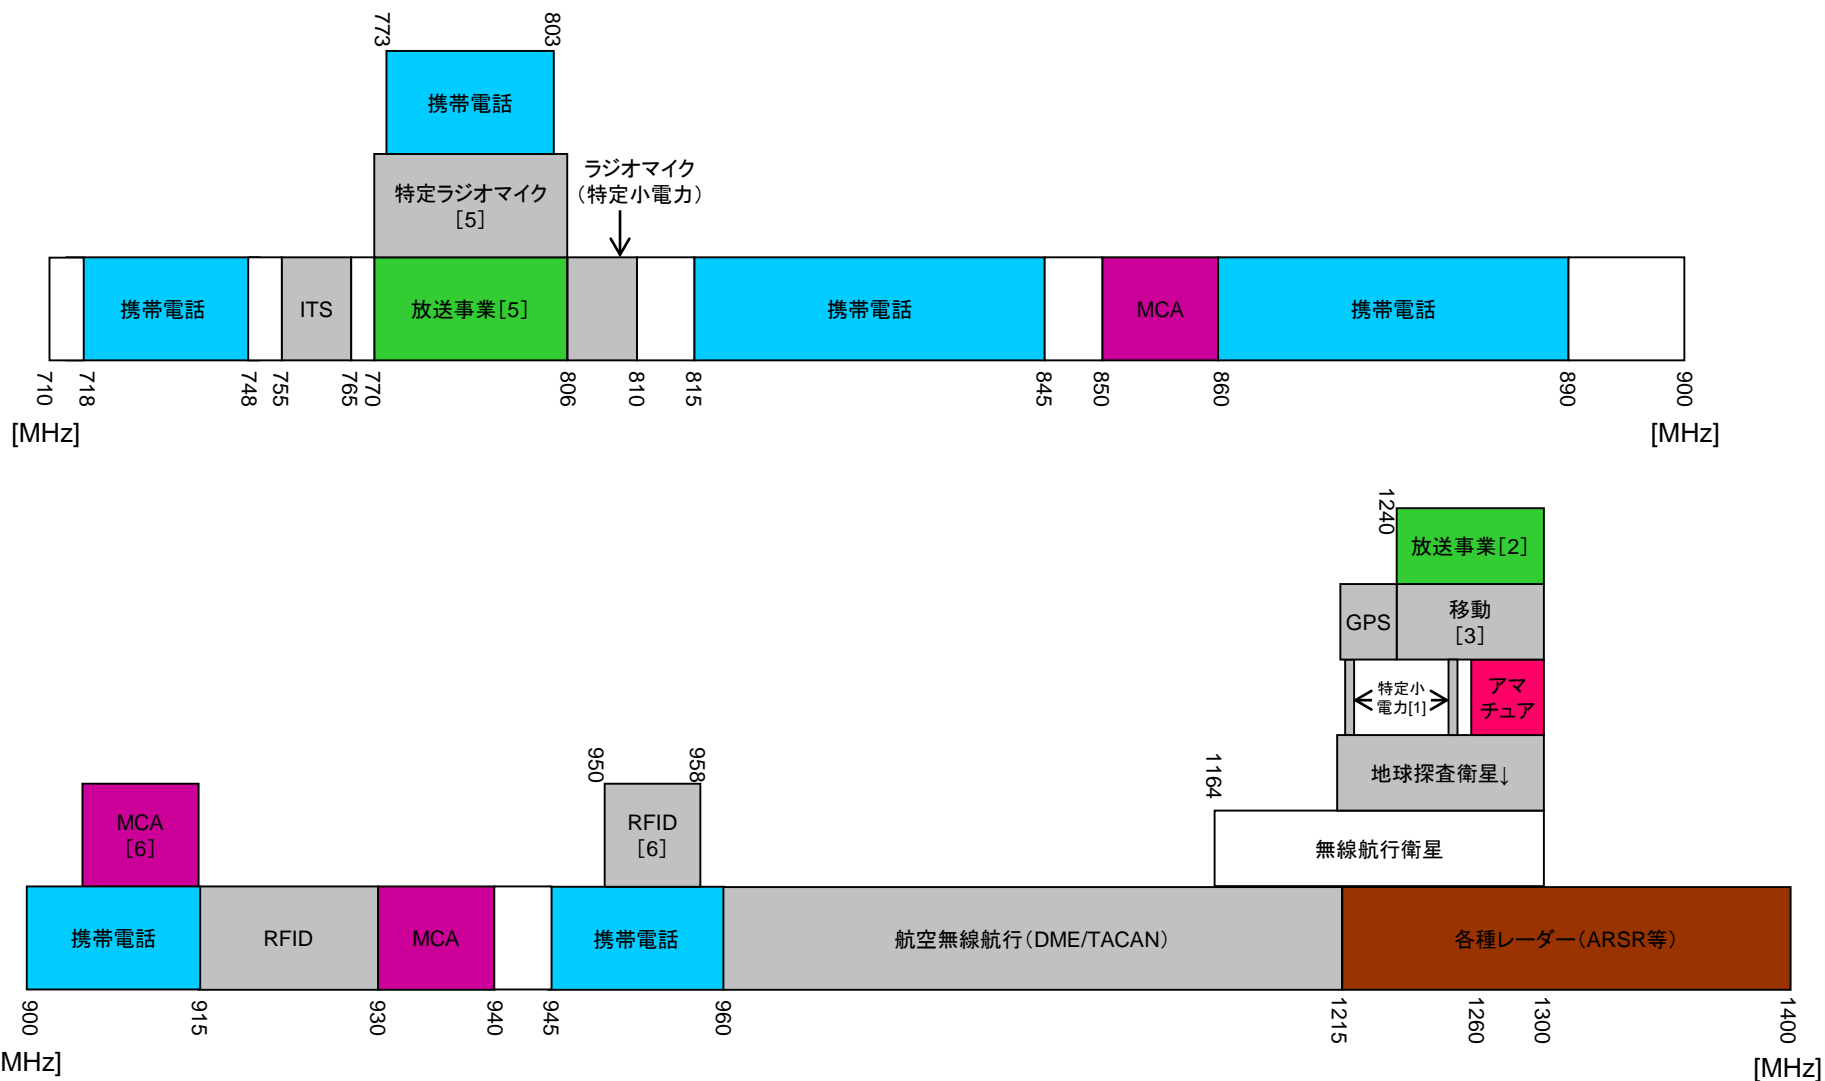 773
803
携帯電話
特定ラジオマイク
[5]
ラジオマイク
（特定小電力）
携帯電話
ITS
放送事業[5]
携帯電話
MCA
携帯電話
710
718
748
755
765
770
806
810
815
845
850
860
890
900
[MHz]
[MHz]
1240
放送事業[2]
GPS
移動
[3]
特定小
電力[1]
アマ
チュア
地球探査衛星↓
1164
無線航行衛星
950
958
MCA
[6]
RFID
[6]
携帯電話
RFID
MCA
携帯電話
航空無線航行（DME/TACAN）
各種レーダー（ARSR等）
900
915
930
940
945
960
1215
1260
1300
1400
MHz]
[MHz]